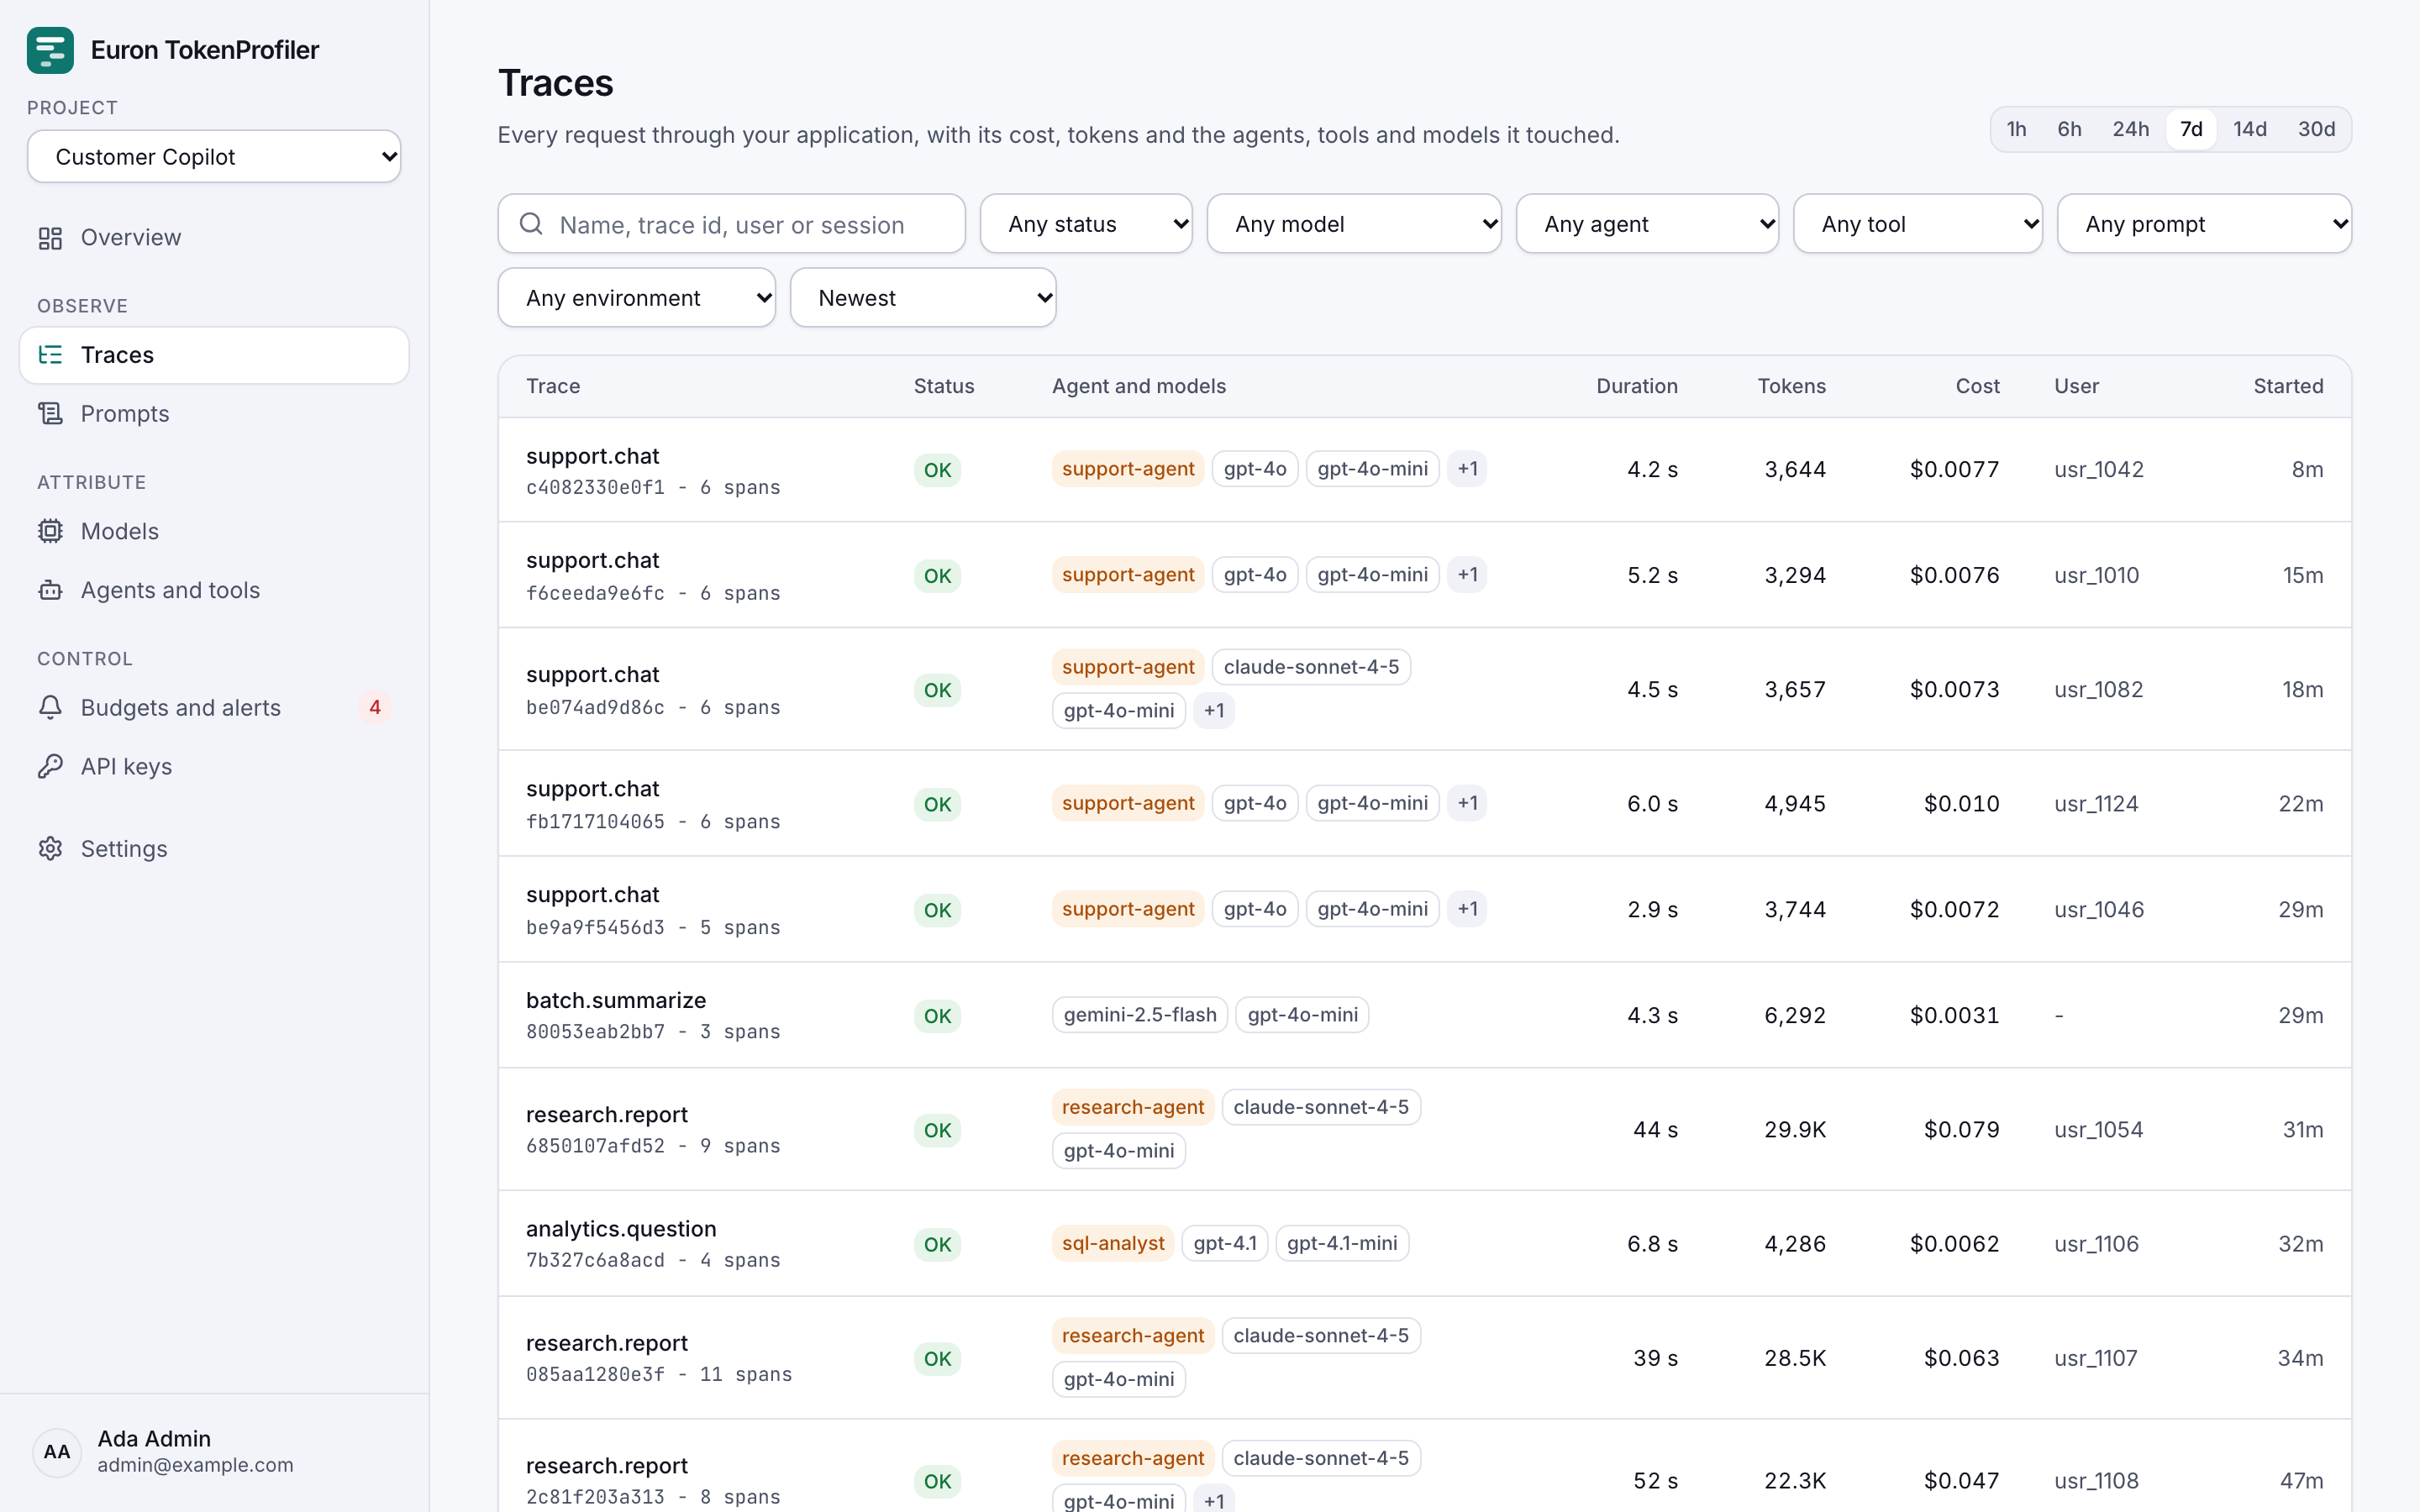 Euron TokenProfiler
PROJECT
Customer Copilot
Overview
OBSERVE
Traces
Prompts
ATTRIBUTE
Models
Agents and tools
CONTROL
Budgets and alerts 4
API keys
Settings
AA
Ada Admin
admin@example.com
Traces
Every request through your application, with its cost, tokens and the agents, tools and models it touched.
1h 6h 24h 7d 14d 30d
Name, trace id, user or session Any status Any model Any agent Any tool Any prompt
Any environment Newest
Trace Status Agent and models Duration Tokens Cost User Started
support.chat
c4082330e0f1 - 6 spans
OK support-agent gpt-4o gpt-4o-mini +1 4.2 s 3,644 $0.0077 usr_1042 8m
support.chat
f6ceeda9e6fc - 6 spans
OK support-agent gpt-4o gpt-4o-mini +1 5.2 s 3,294 $0.0076 usr_1010 15m
support.chat
be074ad9d86c - 6 spans
OK support-agent claude-sonnet-4-5
gpt-4o-mini +1
4.5 s 3,657 $0.0073 usr_1082 18m
support.chat
fb1717104065 - 6 spans
OK support-agent gpt-4o gpt-4o-mini +1 6.0 s 4,945 $0.010 usr_1124 22m
support.chat
be9a9f5456d3 - 5 spans
OK support-agent gpt-4o gpt-4o-mini +1 2.9 s 3,744 $0.0072 usr_1046 29m
batch.summarize
80053eab2bb7 - 3 spans
OK gemini-2.5-flash gpt-4o-mini 4.3 s 6,292 $0.0031 - 29m
research.report
6850107afd52 - 9 spans
OK research-agent claude-sonnet-4-5
gpt-4o-mini
44 s 29.9K $0.079 usr_1054 31m
analytics.question
7b327c6a8acd - 4 spans
OK sql-analyst gpt-4.1 gpt-4.1-mini 6.8 s 4,286 $0.0062 usr_1106 32m
research.report
085aa1280e3f - 11 spans
OK research-agent claude-sonnet-4-5
gpt-4o-mini
39 s 28.5K $0.063 usr_1107 34m
research.report
2c81f203a313 - 8 spans
OK research-agent claude-sonnet-4-5
gpt-4o-mini +1
52 s 22.3K $0.047 usr_1108 47m